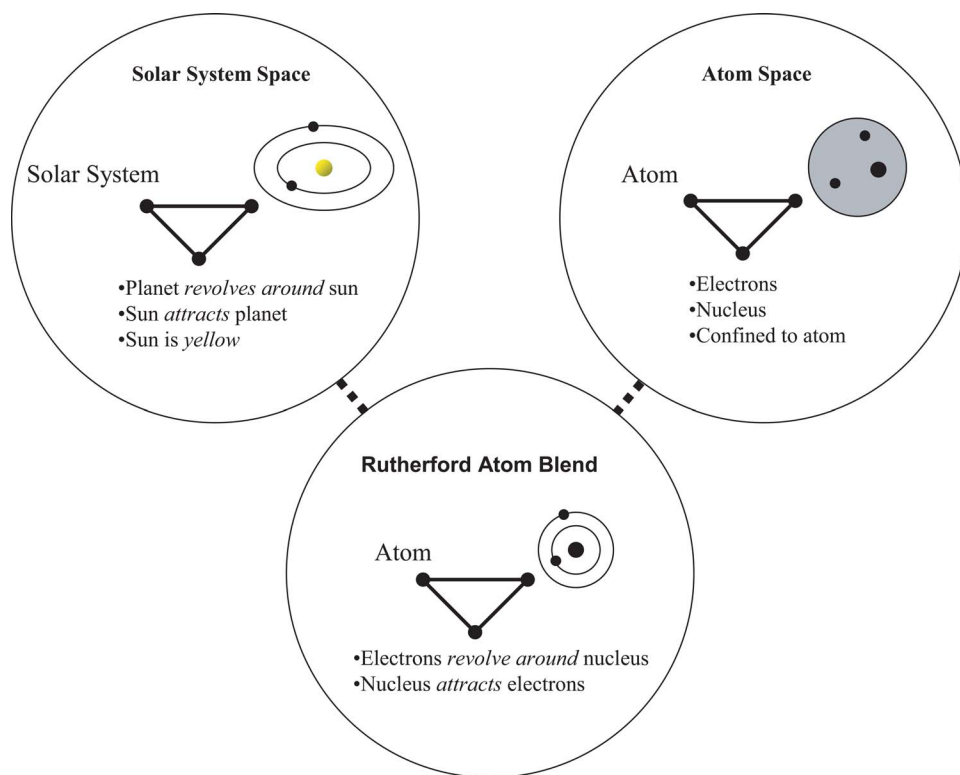 Solar System Space
Solar System
•Planet revolves around sun
•Sun attracts planet
•Sun is yellow
Atom Space
Atom
•Electrons
•Nucleus
•Confined to atom
Rutherford Atom Blend
Atom
•Electrons revolve around nucleus
•Nucleus attracts electrons